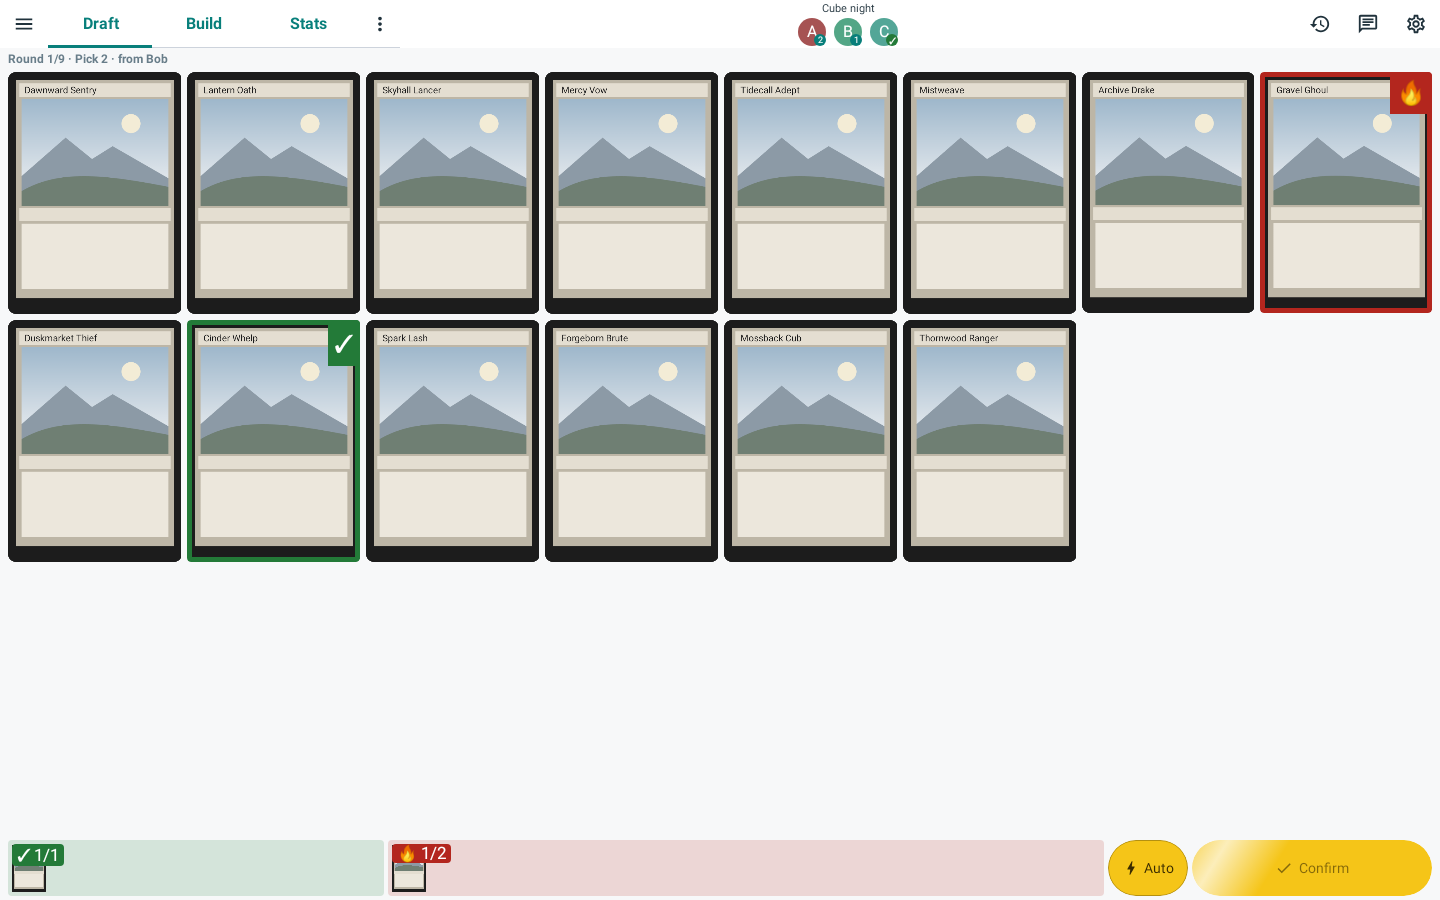 Draft
Build
Stats
Cube night
A
2
B
1
C
Round 1/9 · Pick 2 · from Bob
Dawnward Sentry
Lantern Oath
Skyhall Lancer
Mercy Vow
Tidecall Adept
Mistweave
Archive Drake
Gravel Ghoul
Duskmarket Thief
Cinder Whelp
Spark Lash
Forgeborn Brute
Mossback Cub
Thornwood Ranger
1/1
1/2
Auto
Confirm